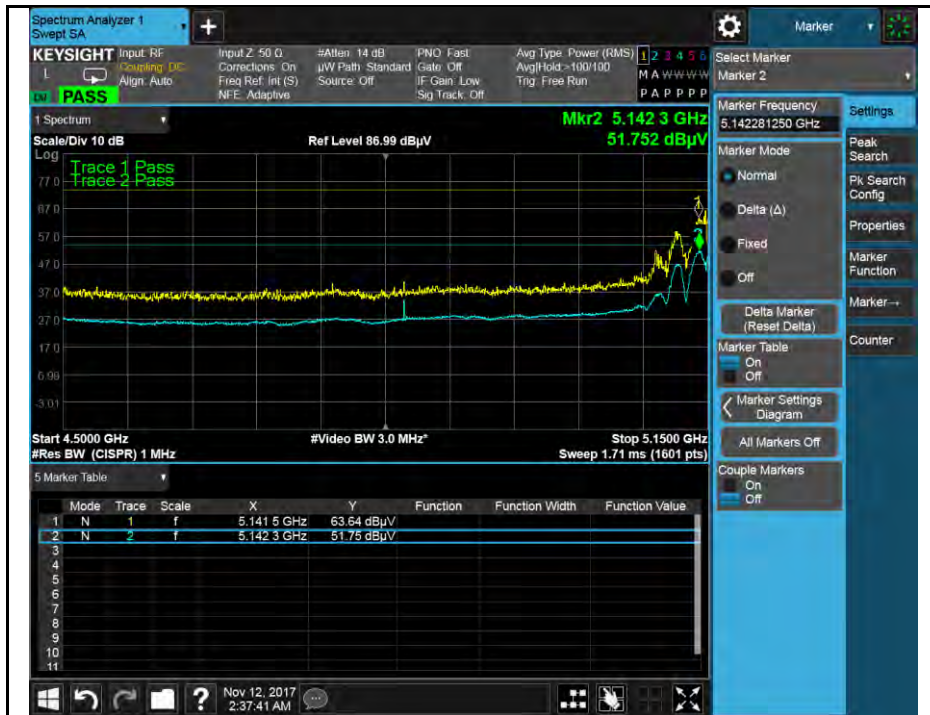 Spectrum Analyzer 1
Swept SA
+
Marker
KEYSIGHT
L
PASS
Input: RF
Coupling: DC
Align: Auto
Input Z: 50 Ω
Corrections: On
Freq Ref: Int (S)
NFE: Adaptive
#Atten: 14 dB
µW Path: Standard
Source: Off
PNO: Fast
Gate: Off
IF Gain: Low
Sig Track: Off
Avg Type: Power (RMS)
Avg|Hold:>100/100
Trig: Free Run
1 2 3 4 5 6
M A W W W W
P A P P P P
Select Marker
Marker 2
1 Spectrum
Scale/Div 10 dB
Ref Level 86.99 dBµV
Mkr2 5.142 3 GHz
51.752 dBµV
Log
Trace 1 Pass
Trace 2 Pass
77.0
67.0
57.0
47.0
37.0
27.0
17.0
6.99
-3.01
Start 4.5000 GHz
#Video BW 3.0 MHz*
Stop 5.1500 GHz
#Res BW (CISPR) 1 MHz
Sweep 1.71 ms (1601 pts)
5 Marker Table
Mode Trace Scale X Y Function Function Width Function Value
1 N 1 f 5.141 5 GHz 63.64 dBµV
2 N 2 f 5.142 3 GHz 51.75 dBµV
3
4
5
6
7
8
9
10
11
Marker Frequency
5.142281250 GHz
Marker Mode
Normal
Delta (Δ)
Fixed
Off
Delta Marker
(Reset Delta)
Marker Table
On
Off
Marker Settings
Diagram
All Markers Off
Couple Markers
On
Off
Settings
Peak
Search
Pk Search
Config
Properties
Marker
Function
Marker→
Counter
?
Nov 12, 2017
2:37:41 AM